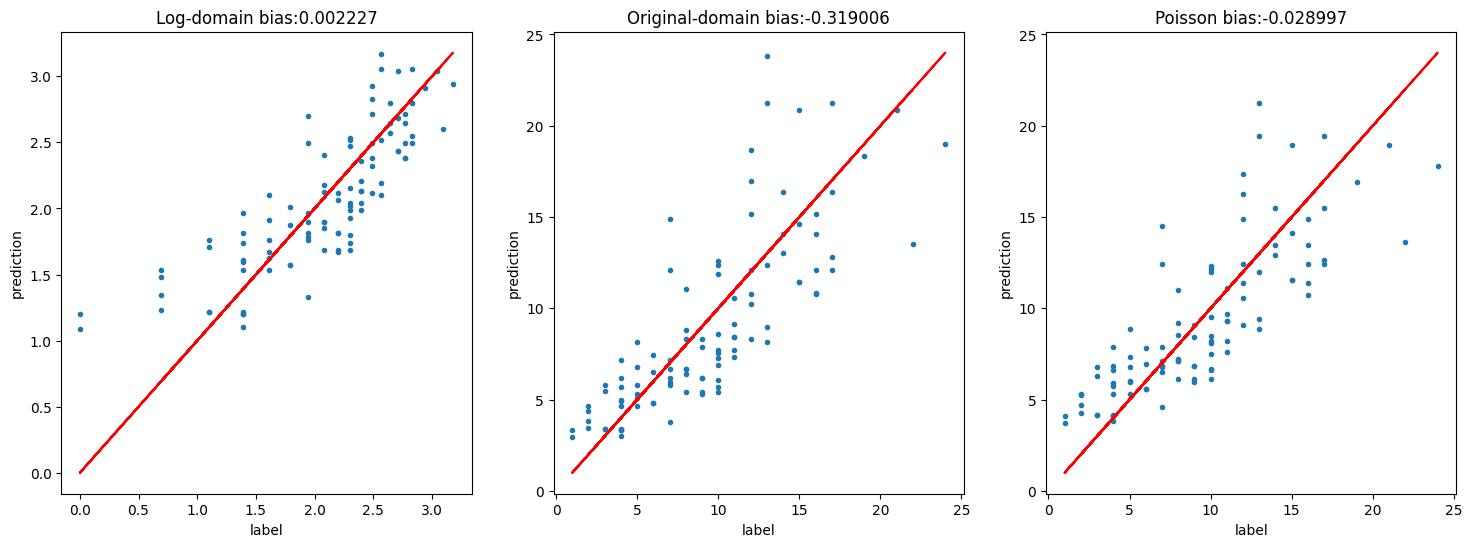 Log-domain bias:0.002227
prediction
3.0
2.5
2.0
1.5
1.0
0.5
0.0
0.0 0.5 1.0 1.5 2.0 2.5 3.0
label
Original-domain bias:-0.319006
prediction
25
20
15
10
5
0
0 5 10 15 20 25
label
Poisson bias:-0.028997
prediction
25
20
15
10
5
0
0 5 10 15 20 25
label